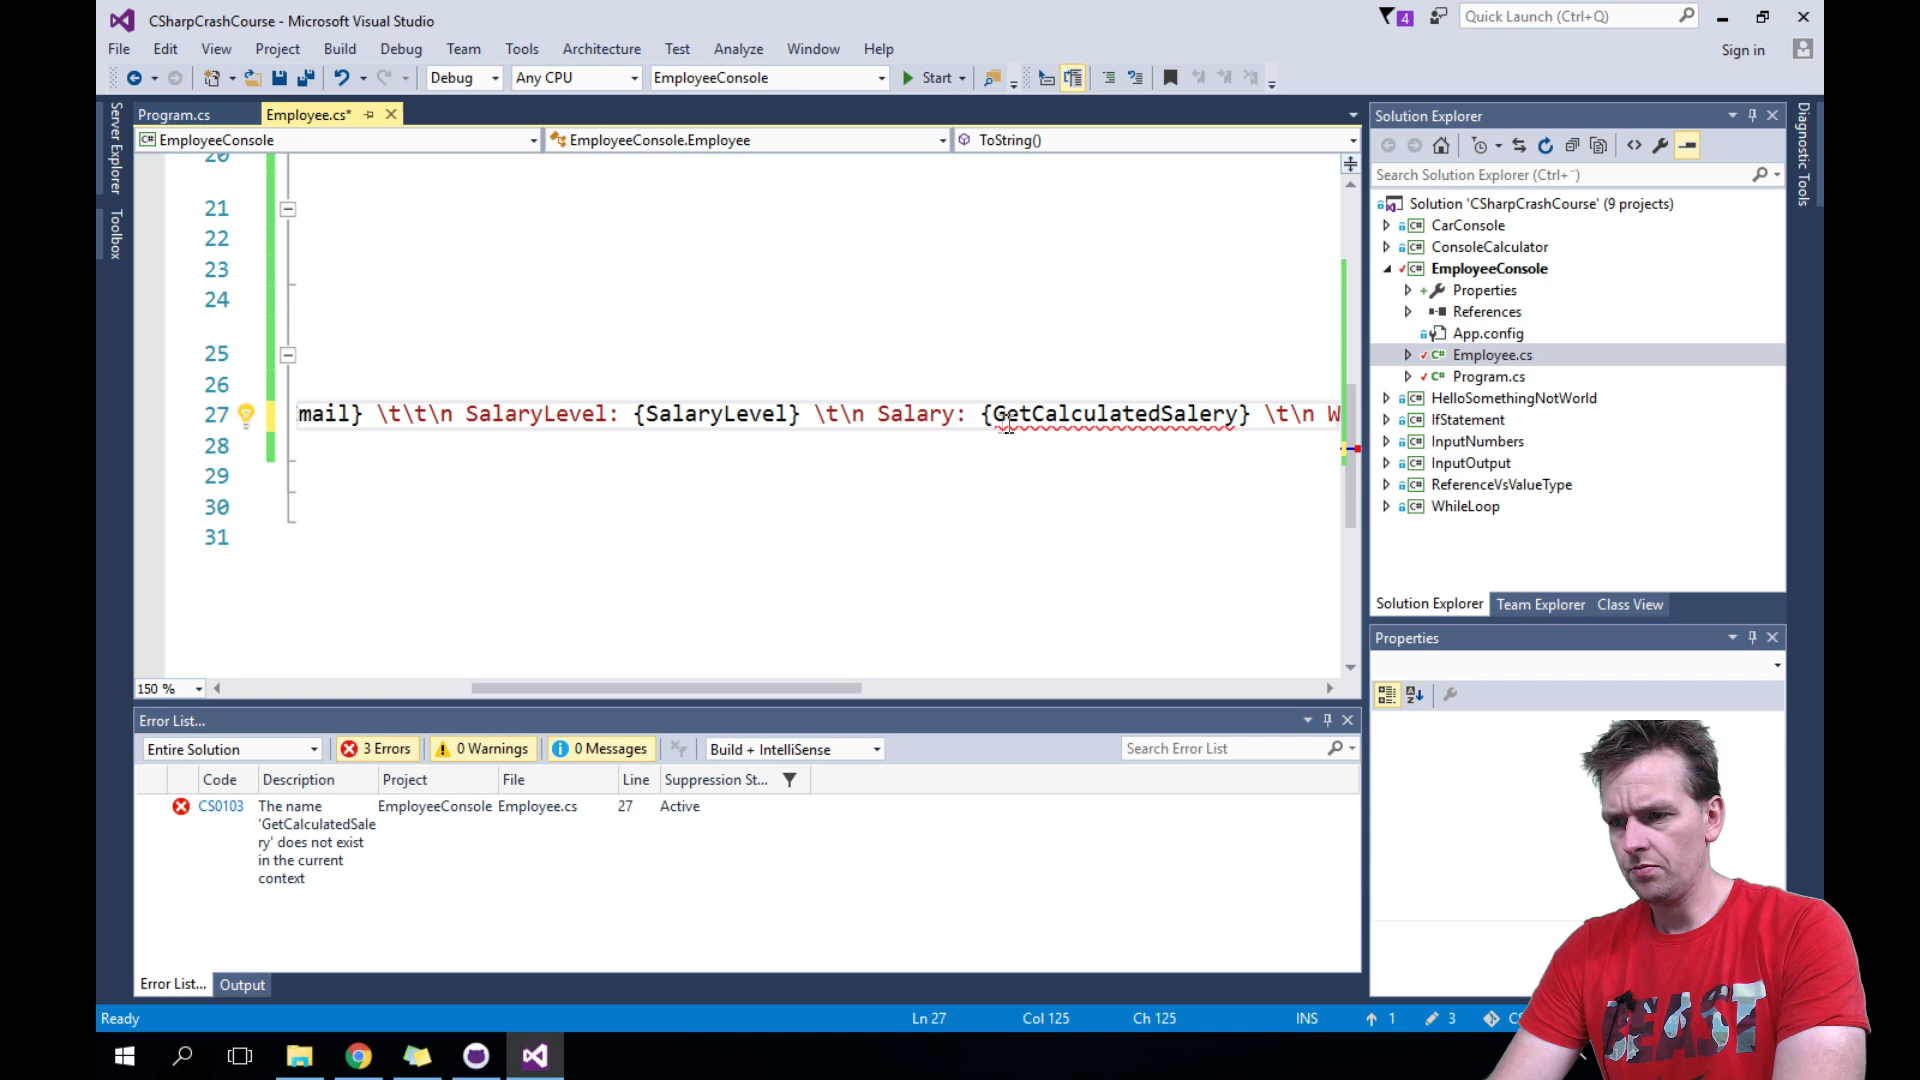 CSharpCrashCourse - Microsoft Visual Studio
4
Quick Launch (Ctrl+Q)
File Edit View Project Build Debug Team Tools Architecture Test Analyze Window Help
Sign in
Debug Any CPU EmployeeConsole Start
Server Explorer
Toolbox
Program.cs Employee.cs*
EmployeeConsole EmployeeConsole.Employee ToString()
20
21
22
23
24
25
26
27 mail} \t\t\n SalaryLevel: {SalaryLevel} \t\n Salary: {GetCalculatedSalery} \t\n W
28
29
30
31
150 %
Solution Explorer
Search Solution Explorer (Ctrl+¨)
Solution 'CSharpCrashCourse' (9 projects)
CarConsole
ConsoleCalculator
EmployeeConsole
Properties
References
App.config
Employee.cs
Program.cs
HelloSomethingNotWorld
IfStatement
InputNumbers
InputOutput
ReferenceVsValueType
WhileLoop
Solution Explorer Team Explorer Class View
Properties
Diagnostic Tools
Error List...
Entire Solution 3 Errors 0 Warnings 0 Messages Build + IntelliSense Search Error List
Code Description Project File Line Suppression St...
CS0103 The name EmployeeConsole Employee.cs 27 Active
'GetCalculatedSale
ry' does not exist
in the current
context
Error List... Output
Ready Ln 27 Col 125 Ch 125 INS 1 3
BEAST